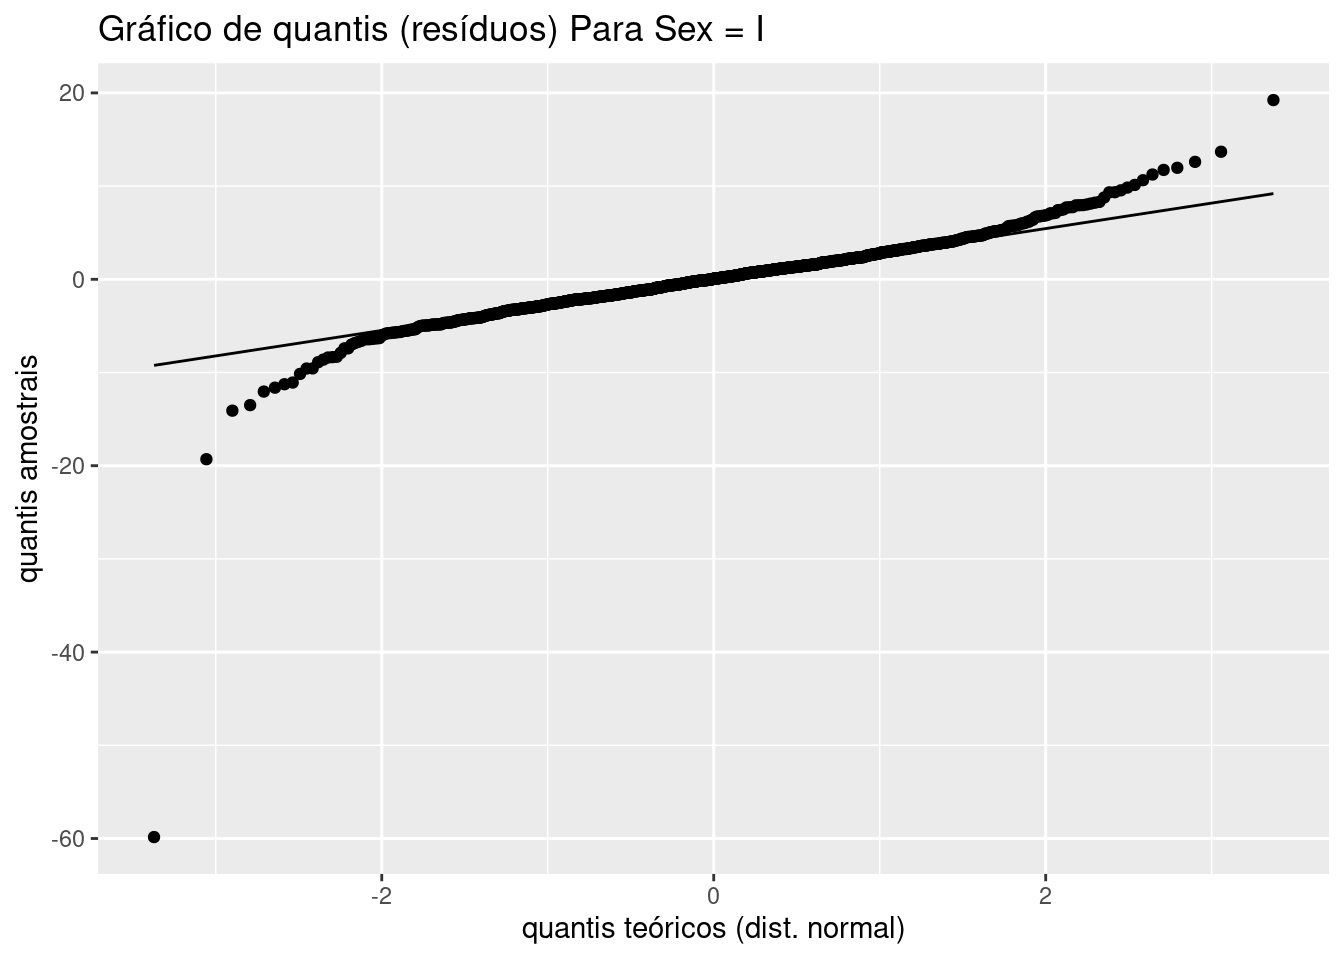 Gráfico de quantis (resíduos) Para Sex = I
quantis amostrais
20
0
-20
-40
-60
-2
0
2
quantis teóricos (dist. normal)